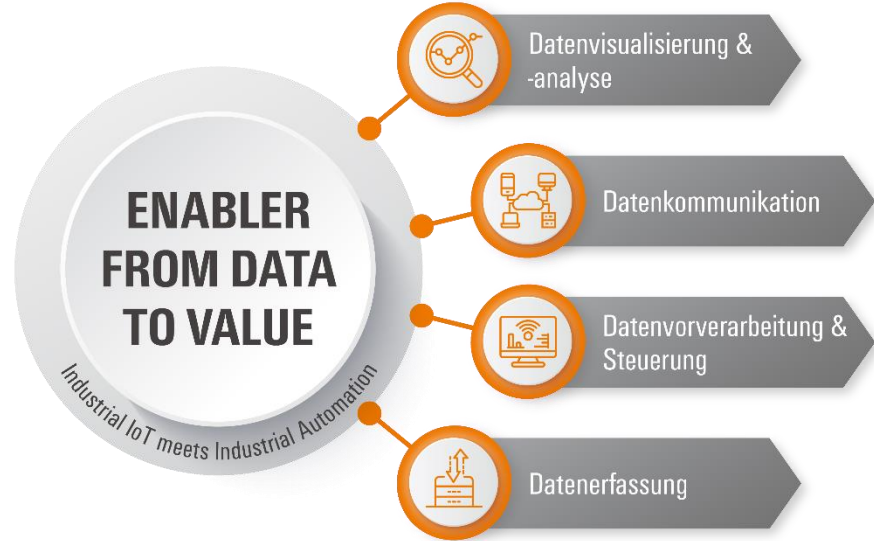 ENABLER
FROM DATA
TO VALUE
Industrial IoT meets Industrial Automation
Datenvisualisierung &
-analyse
Datenkommunikation
Datenvorverarbeitung &
Steuerung
Datenerfassung